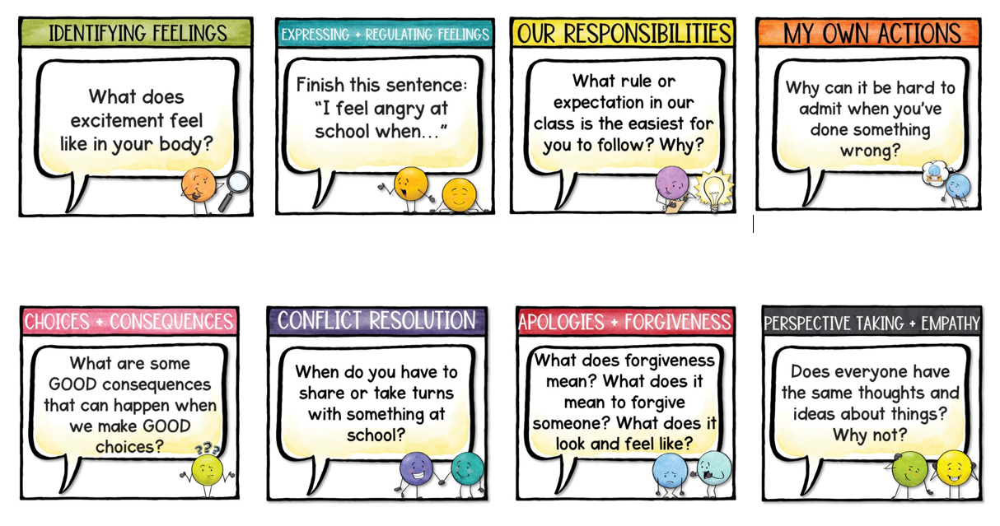 IDENTIFYING FEELINGS
What does
excitement feel
like in your body?
EXPRESSING + REGULATING FEELINGS
Finish this sentence:
"I feel angry at
school when..."
OUR RESPONSIBILITIES
What rule or
expectation in our
class is the easiest for
you to follow? Why?
MY OWN ACTIONS
Why can it be hard to
admit when you've
done something
wrong?
CHOICES + CONSEQUENCES
What are some
GOOD consequences
that can happen when
we make GOOD
choices?
???
CONFLICT RESOLUTION
When do you have to
share or take turns
with something at
school?
APOLOGIES + FORGIVENESS
What does forgiveness
mean? What does it
mean to forgive
someone? What does it
look and feel like?
PERSPECTIVE TAKING + EMPATHY
Does everyone have
the same thoughts and
ideas about things?
Why not?